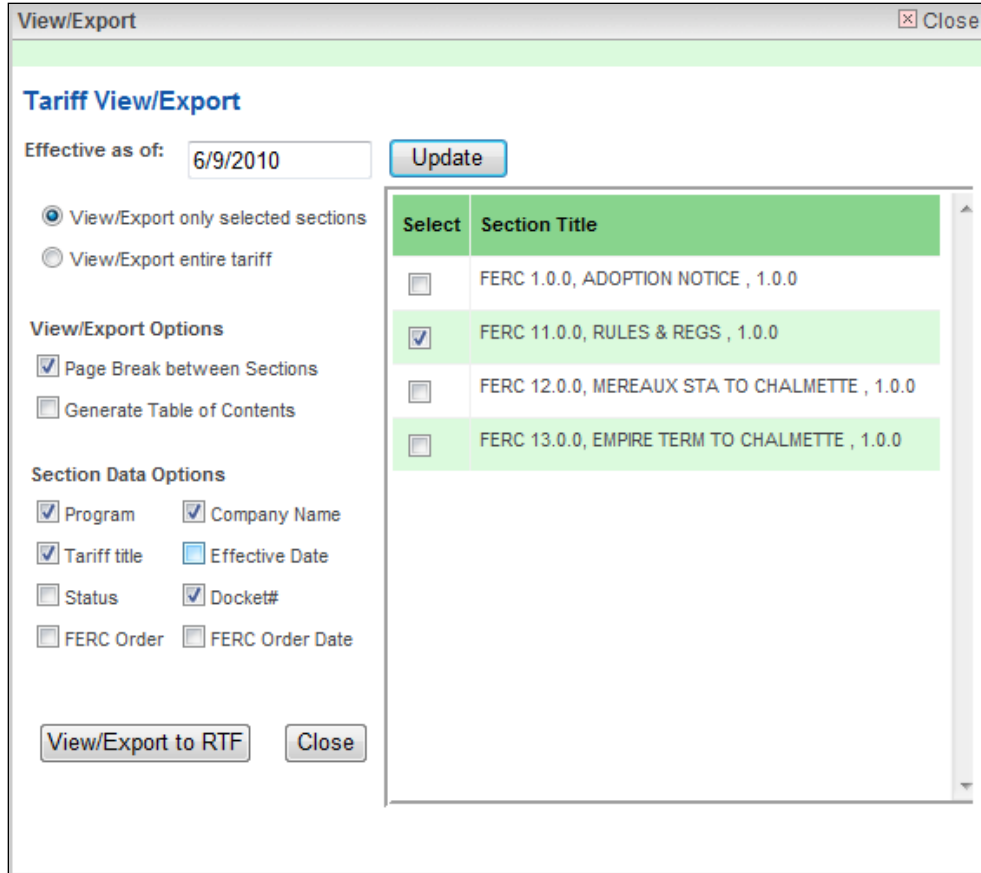 View/Export
Close
Tariff View/Export
Effective as of:
6/9/2010
Update
View/Export only selected sections
View/Export entire tariff
View/Export Options
Page Break between Sections
Generate Table of Contents
Section Data Options
Program
Company Name
Tariff title
Effective Date
Status
Docket#
FERC Order
FERC Order Date
View/Export to RTF
Close
Select
Section Title
FERC 1.0.0, ADOPTION NOTICE , 1.0.0
FERC 11.0.0, RULES & REGS , 1.0.0
FERC 12.0.0, MEREAUX STA TO CHALMETTE , 1.0.0
FERC 13.0.0, EMPIRE TERM TO CHALMETTE , 1.0.0